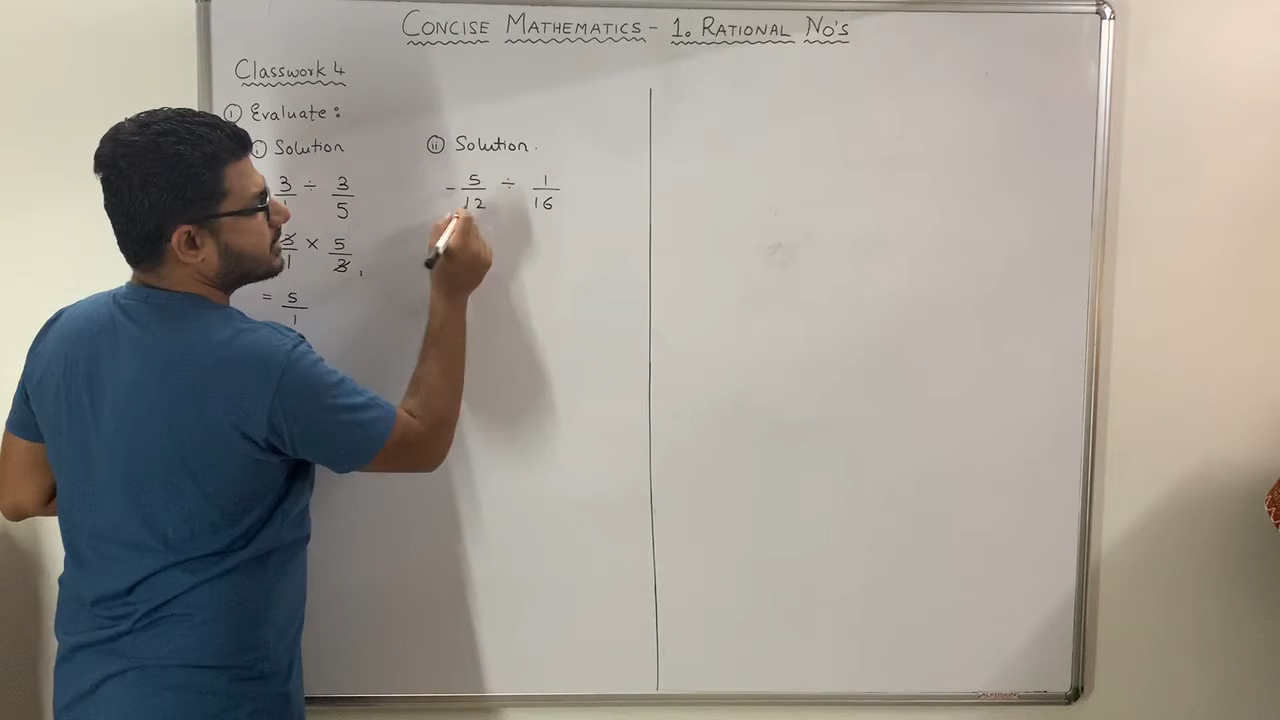 CONCISE MATHEMATICS - 1. RATIONAL NO'S
Classwork 4
① Evaluate:
ⓘ Solution
3/1 ÷ 3/5
3/1 × 5/3 1
= 5/1
ⓘⓘ Solution.
- 5/12 ÷ 1/16